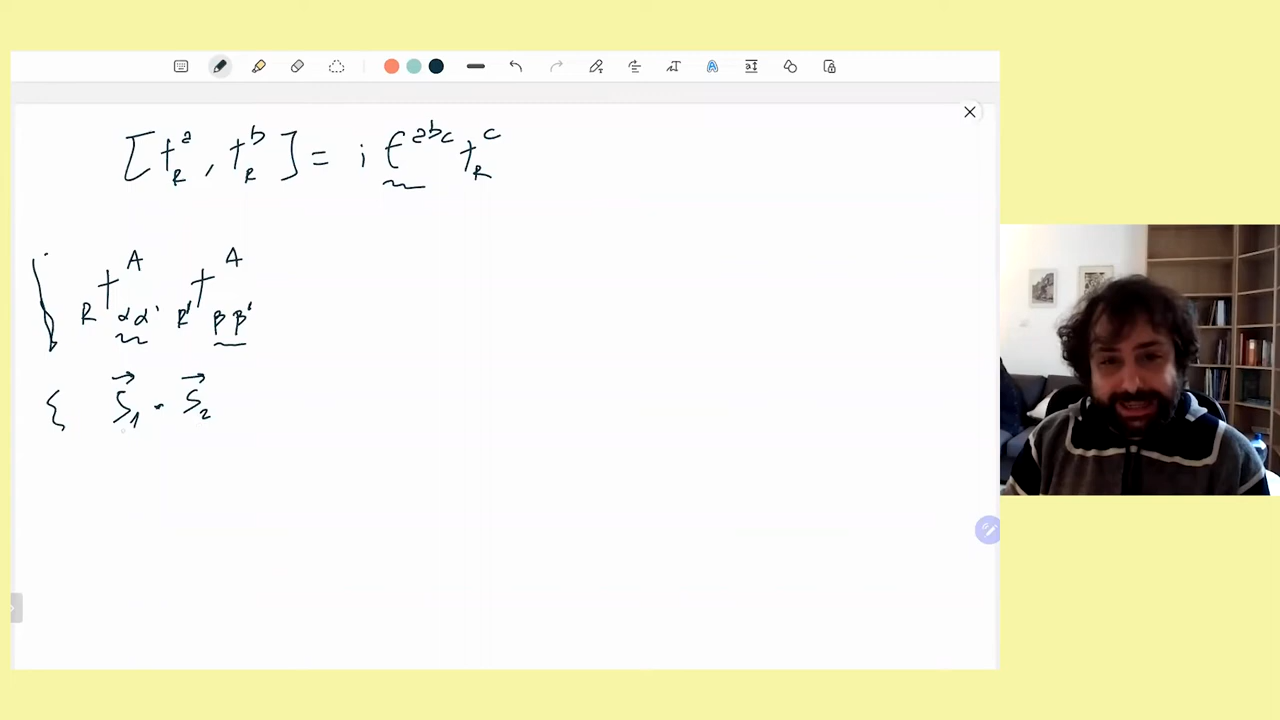 [t_R^a, t_R^b] = i ε^{abc} t_R^c
R t^A_{αα'} R' t^A_{ββ'}
{ S⃗_1 · S⃗_2